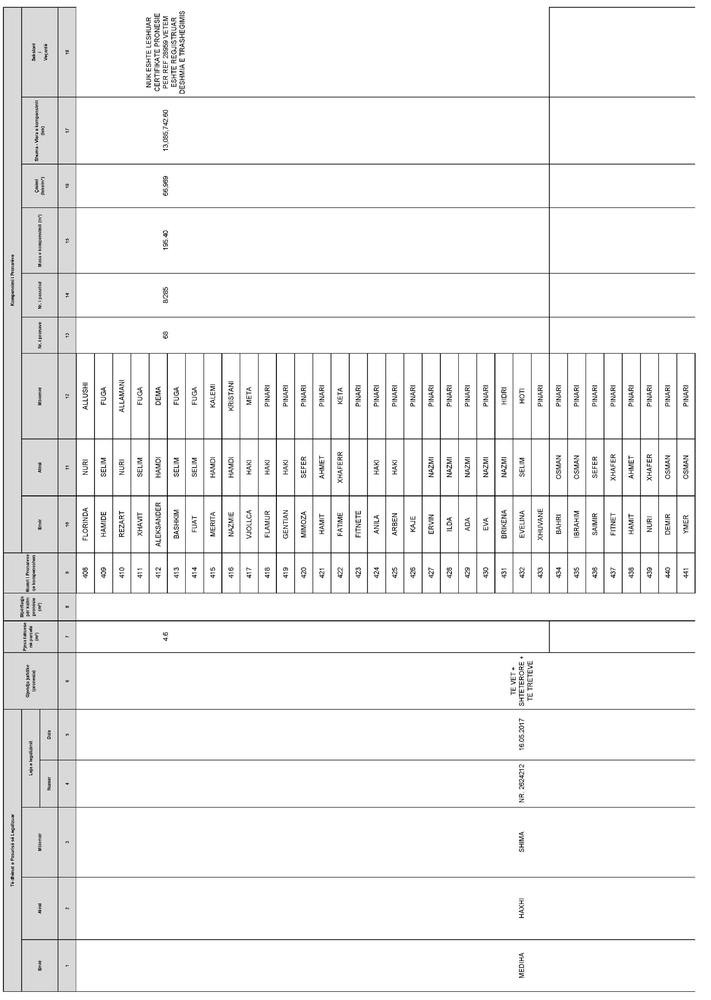 Të dhënat e Pasurisë së Legalizuar
Gjendja juridike
(pronesia)
Pjesa takuese
në parcelë
(m²)
Sipërfaqja
për kalim
pronësie
(m²)
Numri i Pronareve
qe kompensohen
Kompensimi i Pronarëve
Emër
Atësi
Mbiemër
Leja e legalizimit
Numer
Date
Emër
Atësi
Mbiemër
Nr. i pronave
Nr. i pasurisë
Masa e kompensimit (m²)
Çmimi
(leke/m²)
Shuma - Vlera e kompensimit
(lek)
Seksioni
i
Veçantë
1 2 3 4 5 6 7 8 9 10 11 12 13 14 15 16 17 18
408 FLORINDA NURI ALLUSHI
409 HAMIDE SELIM FUGA
410 REZART NURI ALLAMANI
411 XHAVIT SELIM FUGA
412 ALEKSANDER HAMDI DEMA
4.6
68 8/285 195.40 66,969 13,085,742.60
NUK ESHTE LESHUAR
CERTIFIKATE PRONESIE
PER REF 28959 VETEM
ESHTE REGJISTRUAR
DESHMIA E TRASHEGIMIS
413 BASHKIM SELIM FUGA
414 FUAT SELIM FUGA
415 MERITA HAMDI KALEMI
416 NAZMIE HAMDI KRISTANI
417 VJOLLCA HAKI META
418 FLAMUR HAKI PINARI
419 GENTIAN HAKI PINARI
420 MIMOZA SEFER PINARI
421 HAMIT AHMET PINARI
422 FATIME XHAFERR KETA
423 FITNETE PINARI
424 ANILA HAKI PINARI
425 ARBEN HAKI PINARI
426 KAJE PINARI
427 ERVIN NAZMI PINARI
428 ILDA NAZMI PINARI
429 ADA NAZMI PINARI
430 EVA NAZMI PINARI
431 BRIKENA NAZMI HIDRI
MEDIHA HAXHI SHIMA NR. 2624212 16.05.2017
TE VET +
SHTETERORE +
TE TRETEVE
432 EVELINA SELIM HOTI
433 XHUVANE PINARI
434 BAHRI OSMAN PINARI
435 IBRAHIM OSMAN PINARI
436 SAIMIR SEFER PINARI
437 FITNET XHAFER PINARI
438 HAMIT AHMET PINARI
439 NURI XHAFER PINARI
440 DEMIR OSMAN PINARI
441 YMER OSMAN PINARI